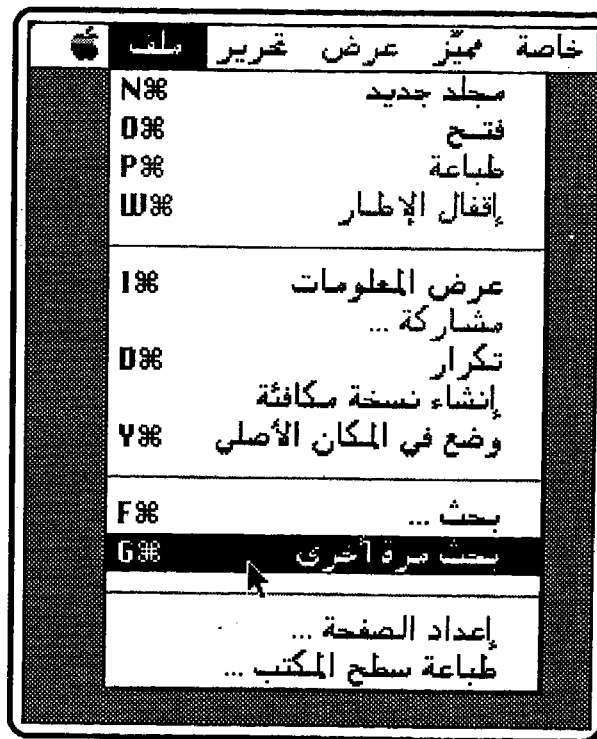 ملف تحرير عرض مميّز خاصة
مجلد جديد ⌘N
فتح ⌘O
طباعة ⌘P
إقفال الإطار ⌘W
عرض المعلومات ⌘I
مشاركة ...
تكرار ⌘D
إنشاء نسخة مكافئة
وضع في المكان الأصلي ⌘Y
بحث ... ⌘F
بحث مرة أخرى ⌘G
إعداد الصفحة ...
طباعة سطح المكتب ...